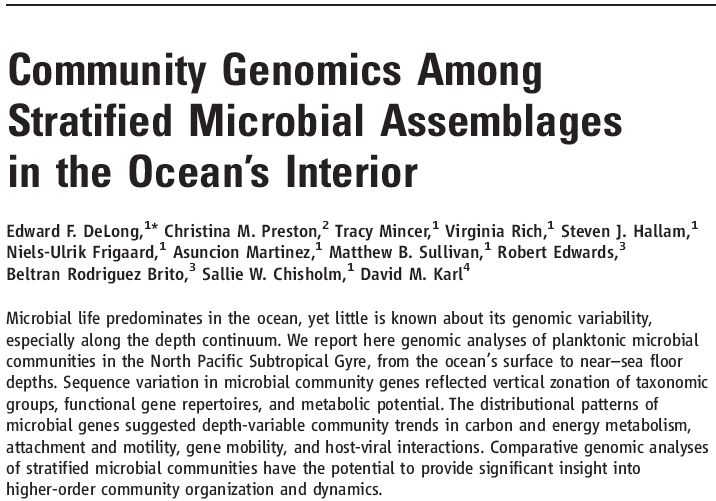 Community Genomics Among
Stratified Microbial Assemblages
in the Ocean's Interior
Edward F. DeLong,1* Christina M. Preston,2 Tracy Mincer,1 Virginia Rich,1 Steven J. Hallam,1
Niels-Ulrik Frigaard,1 Asuncion Martinez,1 Matthew B. Sullivan,1 Robert Edwards,3
Beltran Rodriguez Brito,3 Sallie W. Chisholm,1 David M. Karl4
Microbial life predominates in the ocean, yet little is known about its genomic variability,
especially along the depth continuum. We report here genomic analyses of planktonic microbial
communities in the North Pacific Subtropical Gyre, from the ocean's surface to near–sea floor
depths. Sequence variation in microbial community genes reflected vertical zonation of taxonomic
groups, functional gene repertoires, and metabolic potential. The distributional patterns of
microbial genes suggested depth-variable community trends in carbon and energy metabolism,
attachment and motility, gene mobility, and host-viral interactions. Comparative genomic analyses
of stratified microbial communities have the potential to provide significant insight into
higher-order community organization and dynamics.